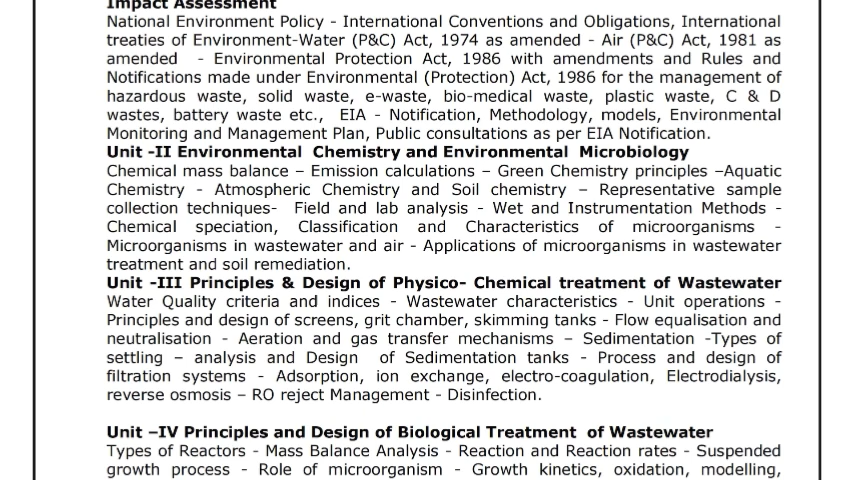 Impact Assessment
National Environment Policy - International Conventions and Obligations, International
treaties of Environment-Water (P&C) Act, 1974 as amended - Air (P&C) Act, 1981 as
amended - Environmental Protection Act, 1986 with amendments and Rules and
Notifications made under Environmental (Protection) Act, 1986 for the management of
hazardous waste, solid waste, e-waste, bio-medical waste, plastic waste, C & D
wastes, battery waste etc., EIA - Notification, Methodology, models, Environmental
Monitoring and Management Plan, Public consultations as per EIA Notification.
Unit -II Environmental Chemistry and Environmental Microbiology
Chemical mass balance – Emission calculations – Green Chemistry principles –Aquatic
Chemistry - Atmospheric Chemistry and Soil chemistry – Representative sample
collection techniques- Field and lab analysis - Wet and Instrumentation Methods -
Chemical speciation, Classification and Characteristics of microorganisms -
Microorganisms in wastewater and air - Applications of microorganisms in wastewater
treatment and soil remediation.
Unit -III Principles & Design of Physico- Chemical treatment of Wastewater
Water Quality criteria and indices - Wastewater characteristics - Unit operations -
Principles and design of screens, grit chamber, skimming tanks - Flow equalisation and
neutralisation - Aeration and gas transfer mechanisms – Sedimentation -Types of
settling – analysis and Design of Sedimentation tanks - Process and design of
filtration systems - Adsorption, ion exchange, electro-coagulation, Electrodialysis,
reverse osmosis – RO reject Management - Disinfection.
Unit –IV Principles and Design of Biological Treatment of Wastewater
Types of Reactors - Mass Balance Analysis - Reaction and Reaction rates - Suspended
growth process - Role of microorganism - Growth kinetics, oxidation, modelling,